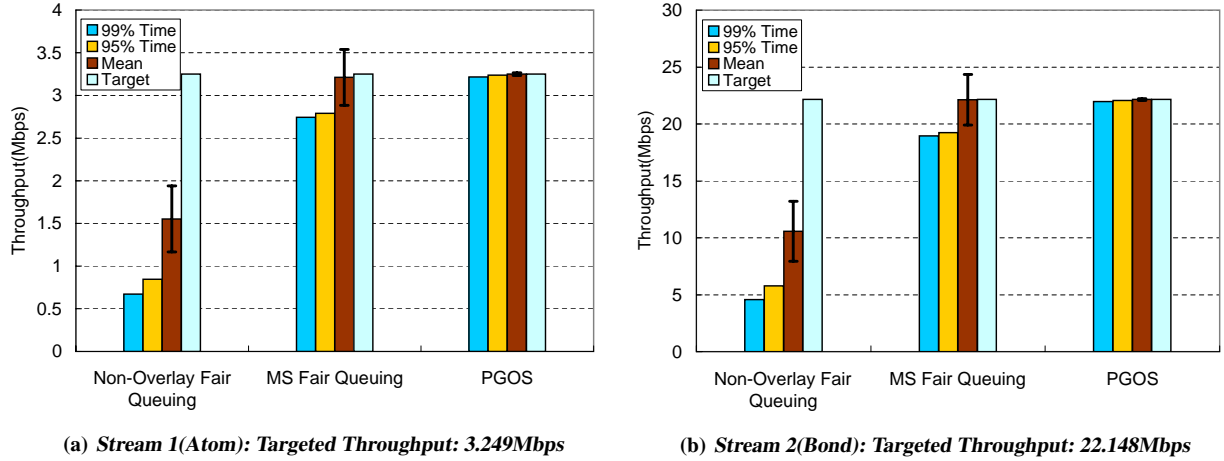 4
3.5
3
2.5
2
1.5
1
0.5
0
Throughput(Mbps)
99% Time
95% Time
Mean
Target
Non-Overlay Fair
Queuing
MS Fair Queuing
PGOS
(a) Stream 1(Atom): Targeted Throughput: 3.249Mbps
30
25
20
15
10
5
0
Throughput(Mbps)
99% Time
95% Time
Mean
Target
Non-Overlay Fair
Queuing
MS Fair Queuing
PGOS
(b) Stream 2(Bond): Targeted Throughput: 22.148Mbps